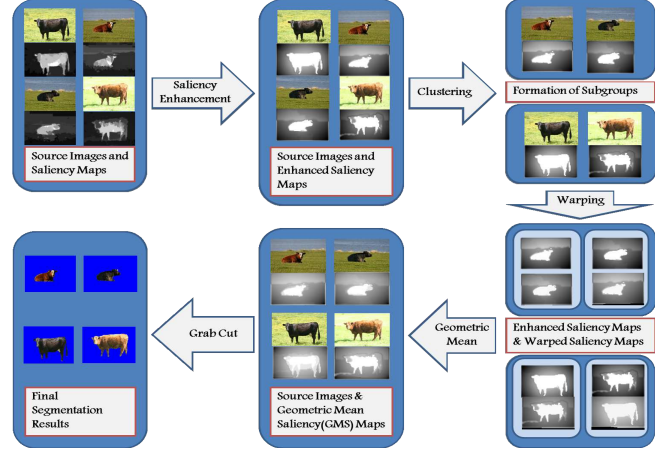 Source Images and
Saliency Maps
Saliency
Enhancement
Source Images and
Enhanced Saliency
Maps
Clustering
Formation of Subgroups
Warping
Enhanced Saliency Maps
& Warped Saliency Maps
Geometric
Mean
Source Images &
Geometric Mean
Saliency(GMS) Maps
Grab Cut
Final
Segmentation
Results